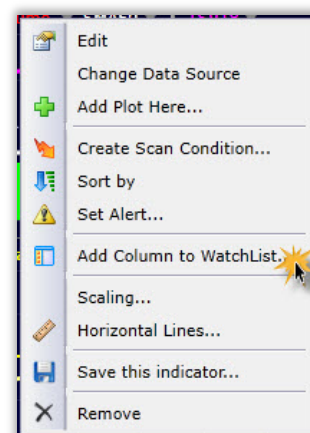 Edit
Change Data Source
Add Plot Here...
Create Scan Condition...
Sort by
Set Alert...
Add Column to WatchList...
Scaling...
Horizontal Lines...
Save this indicator...
Remove